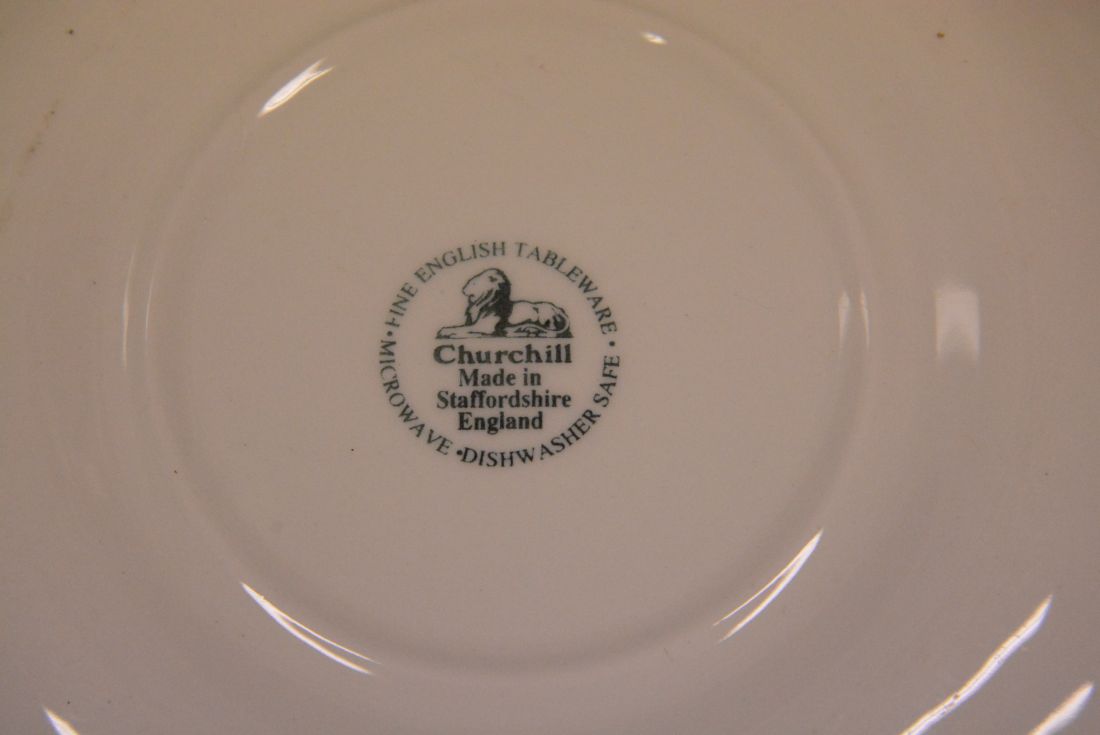 FINE ENGLISH TABLEWARE ·
Churchill
Made in
Staffordshire
England
· MICROWAVE · DISHWASHER SAFE